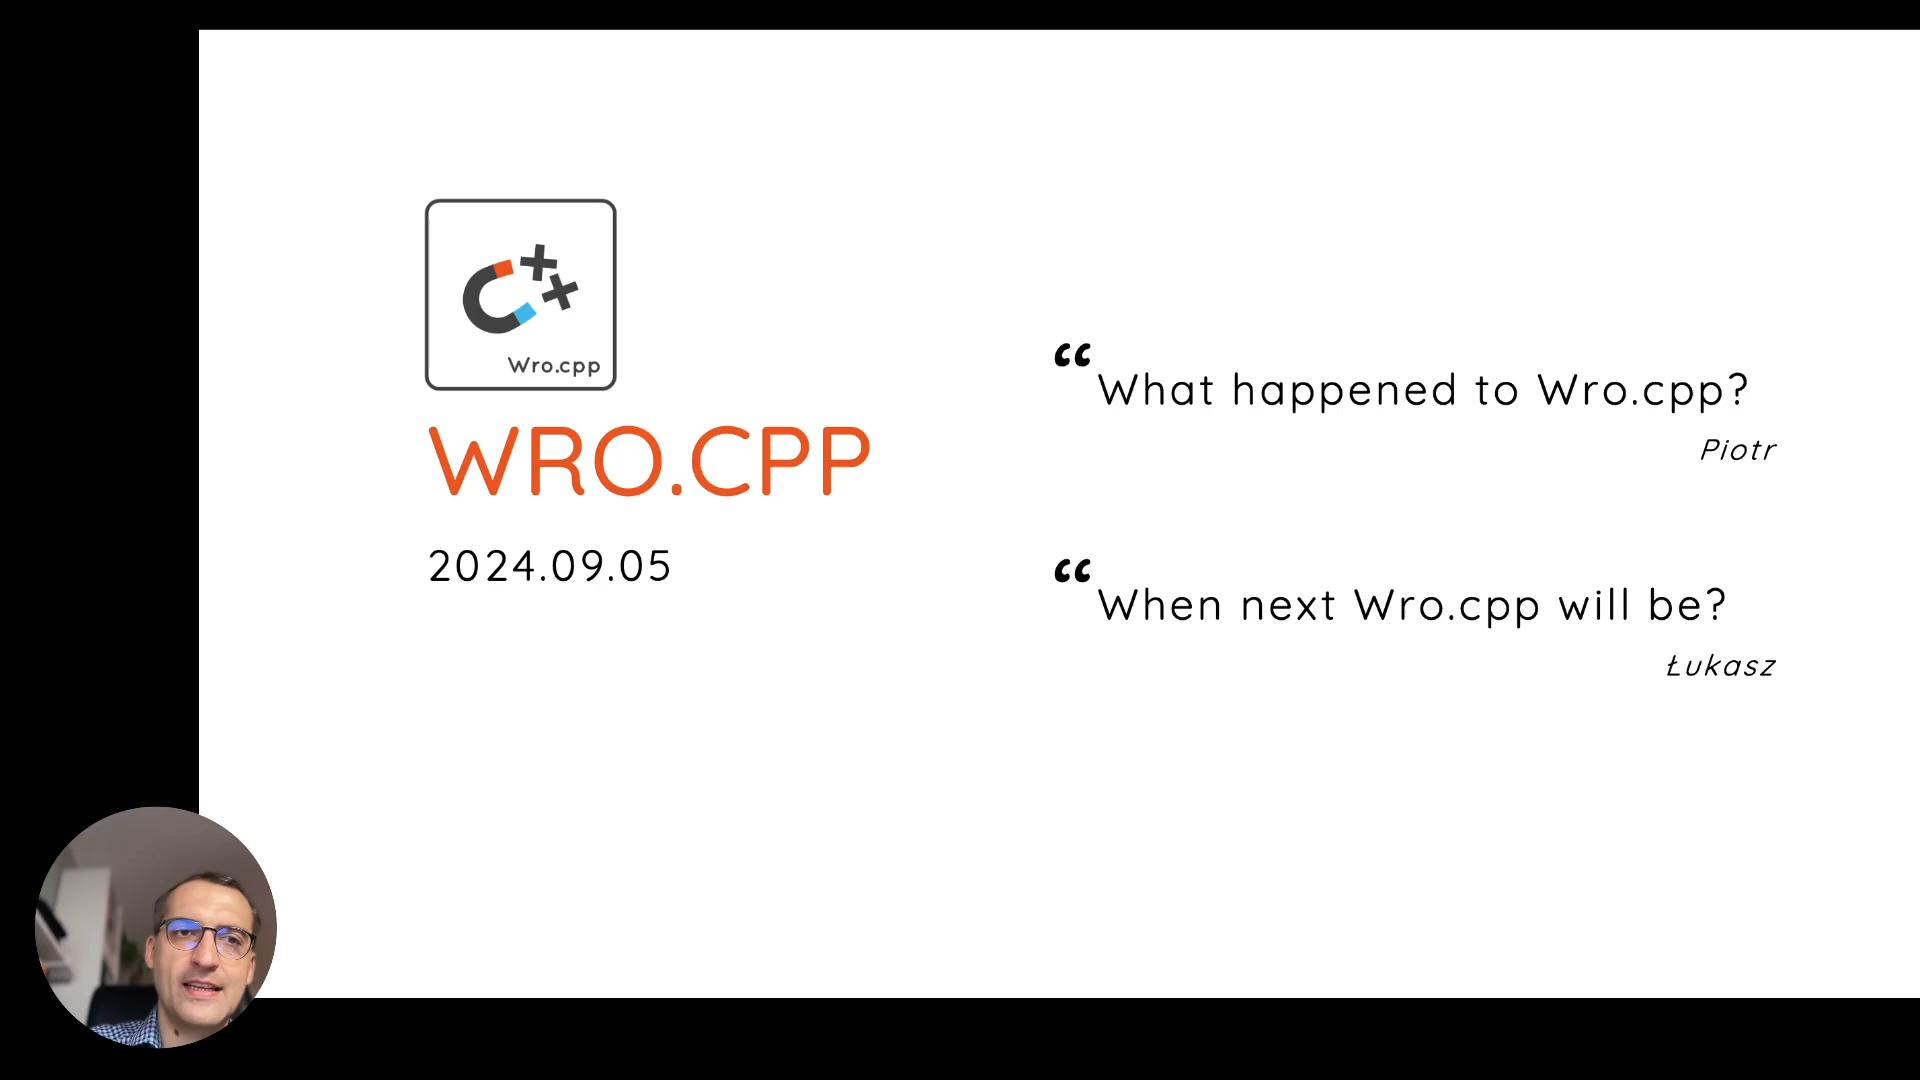 Wro.cpp
WRO.CPP
2024.09.05
“What happened to Wro.cpp?
Piotr
“When next Wro.cpp will be?
Łukasz